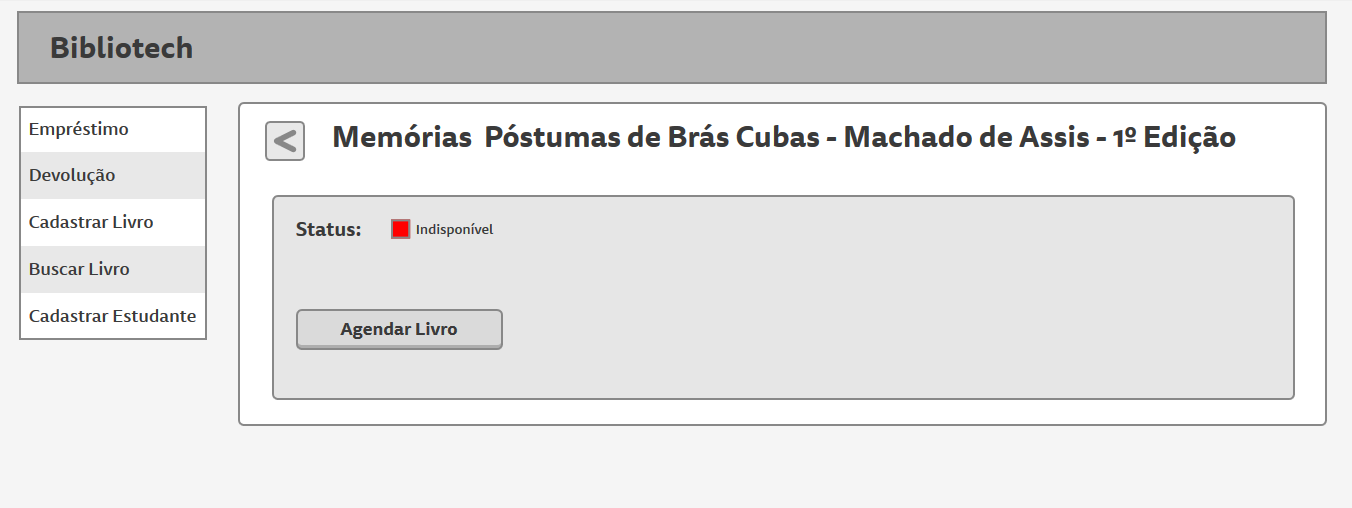 Bibliotech
Empréstimo
Devolução
Cadastrar Livro
Buscar Livro
Cadastrar Estudante
<
Memórias  Póstumas de Brás Cubas - Machado de Assis - 1º Edição
Status:
Indisponível
Agendar Livro